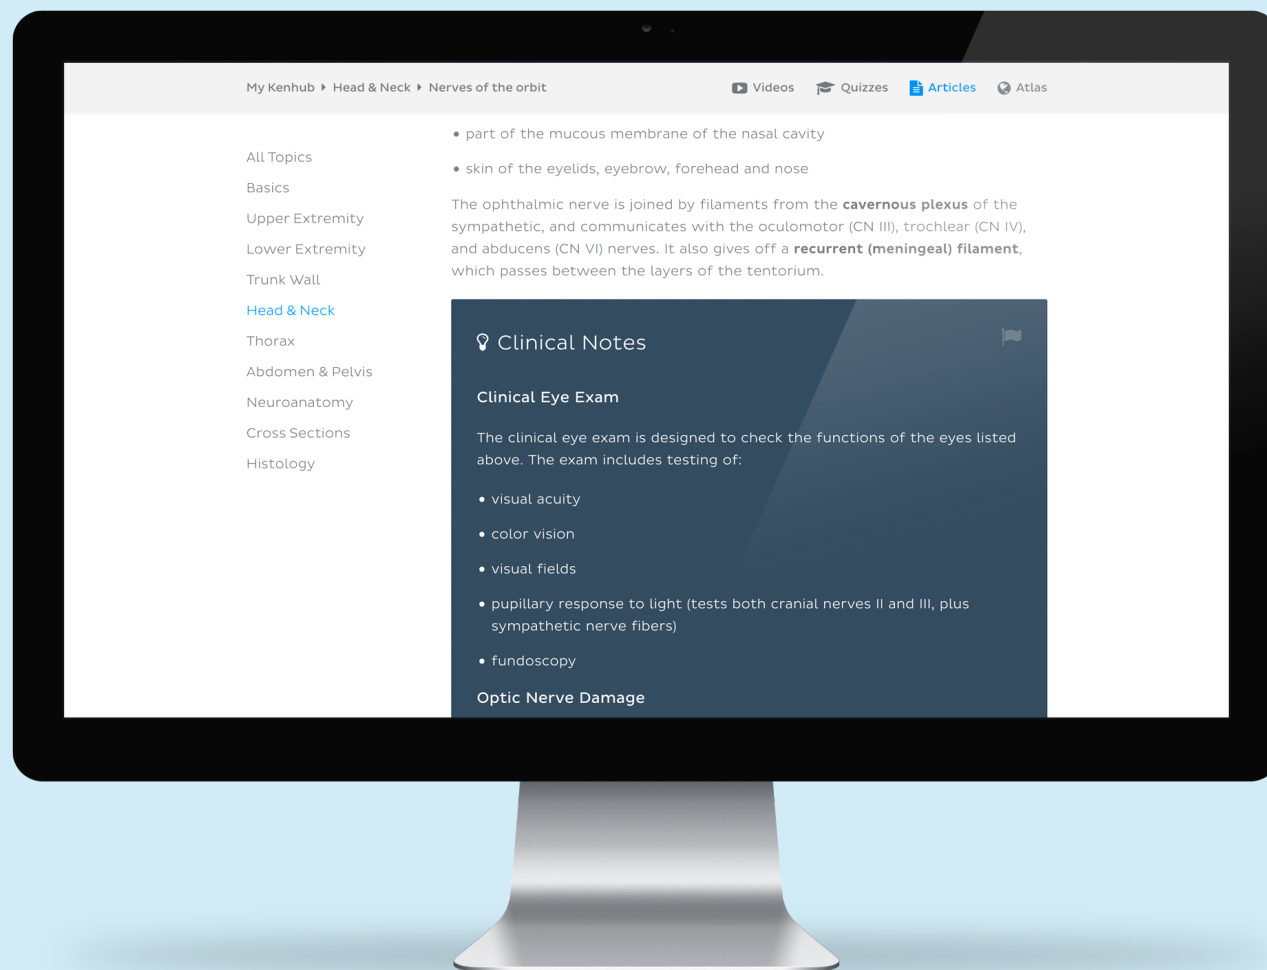 My Kenhub ▸ Head & Neck ▸ Nerves of the orbit
Videos Quizzes Articles Atlas
All Topics
Basics
Upper Extremity
Lower Extremity
Trunk Wall
Head & Neck
Thorax
Abdomen & Pelvis
Neuroanatomy
Cross Sections
Histology
• part of the mucous membrane of the nasal cavity
• skin of the eyelids, eyebrow, forehead and nose
The ophthalmic nerve is joined by filaments from the cavernous plexus of the
sympathetic, and communicates with the oculomotor (CN III), trochlear (CN IV),
and abducens (CN VI) nerves. It also gives off a recurrent (meningeal) filament,
which passes between the layers of the tentorium.
Clinical Notes
Clinical Eye Exam
The clinical eye exam is designed to check the functions of the eyes listed
above. The exam includes testing of:
• visual acuity
• color vision
• visual fields
• pupillary response to light (tests both cranial nerves II and III, plus
sympathetic nerve fibers)
• fundoscopy
Optic Nerve Damage